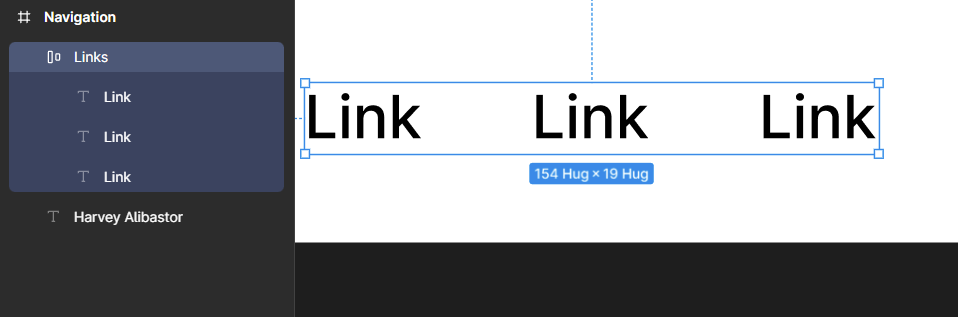 Navigation
Links
Link
Link
Link
Harvey Alibastor
Link Link Link
154 Hug × 19 Hug